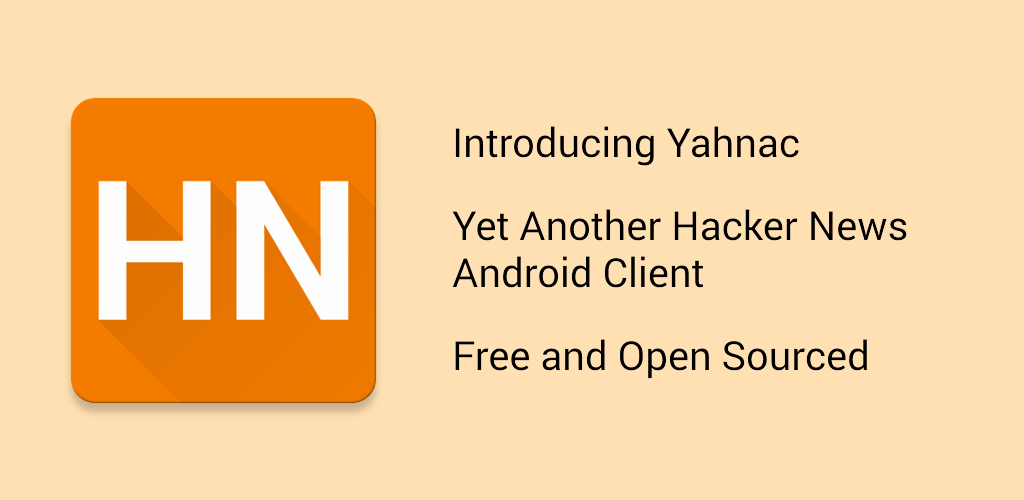 HN
Introducing Yahnac
Yet Another Hacker News
Android Client
Free and Open Sourced